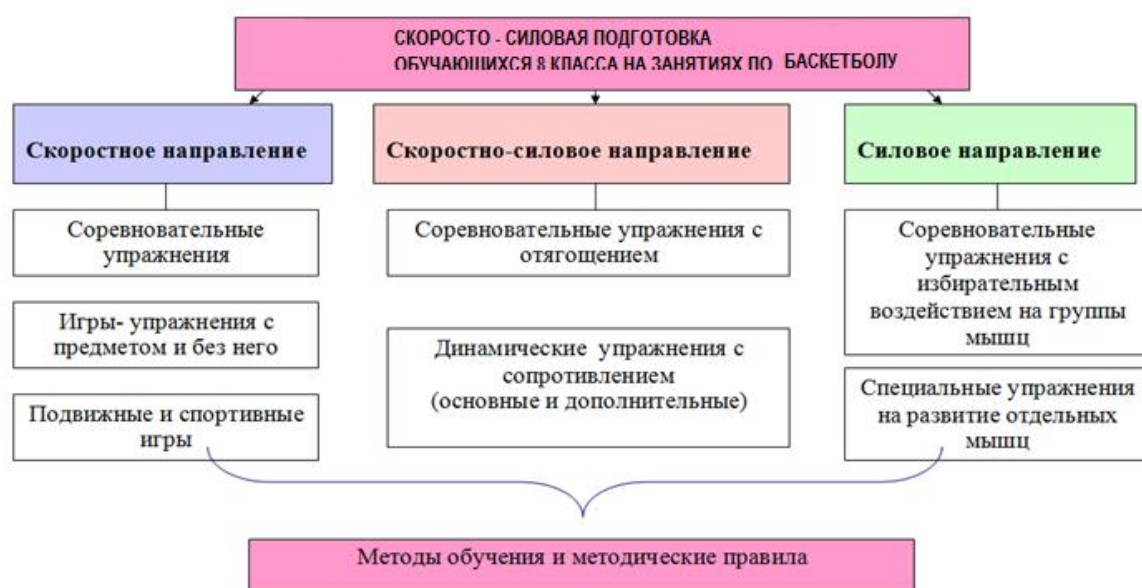 СКОРОСТО - СИЛОВАЯ ПОДГОТОВКА
ОБУЧАЮЩИХСЯ 8 КЛАССА НА ЗАНЯТИЯХ ПО БАСКЕТБОЛУ
Скоростное направление
Соревновательные
упражнения
Игры- упражнения с
предметом и без него
Подвижные и спортивные
игры
Скоростно-силовое направление
Соревновательные упражнения с
отягощением
Динамические упражнения с
сопротивлением
(основные и дополнительные)
Силовое направление
Соревновательные
упражнения с
избирательным
воздействием на группы
мышц
Специальные упражнения
на развитие отдельных
мышц
Методы обучения и методические правила